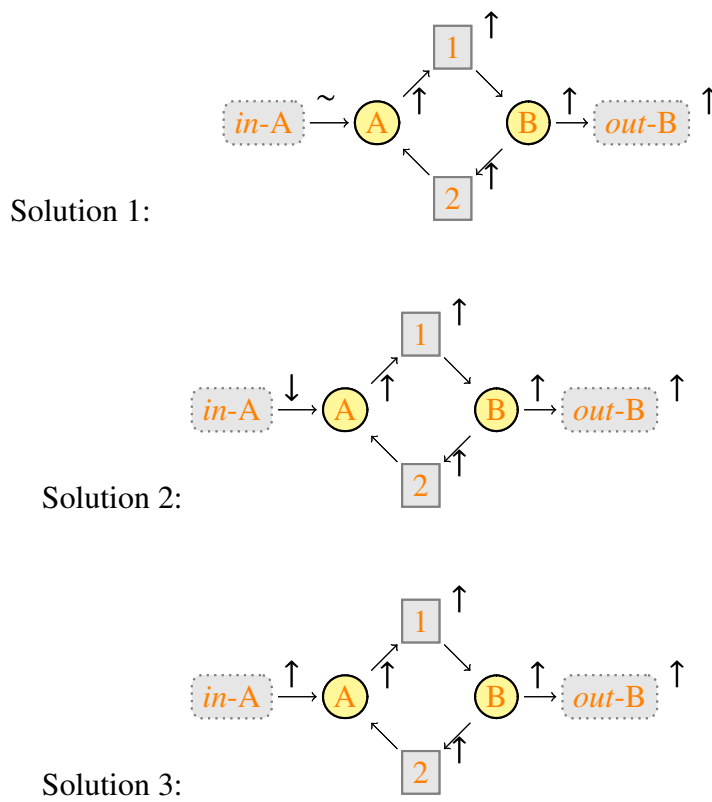 1 ↑
in-A ~ A ↑ B ↑ out-B ↑
2 ↑
Solution 1:
1 ↑
in-A ↓ A ↑ B ↑ out-B ↑
2 ↑
Solution 2:
1 ↑
in-A ↑ A ↑ B ↑ out-B ↑
2 ↑
Solution 3: